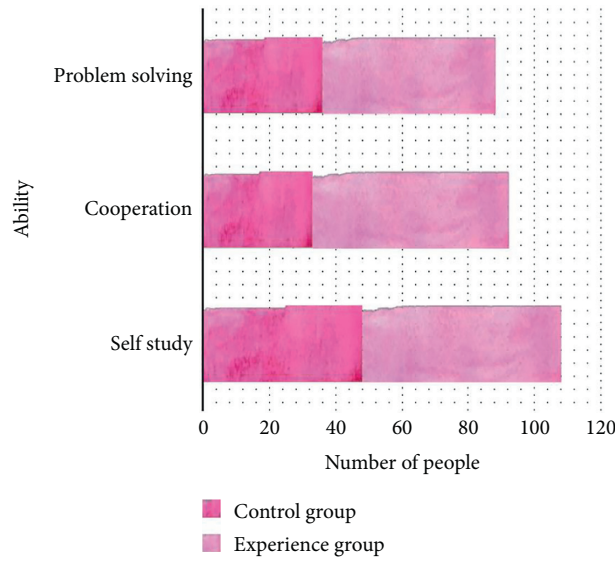 Problem solving
Cooperation
Self study
Ability
0 20 40 60 80 100 120
Number of people
Control group
Experience group